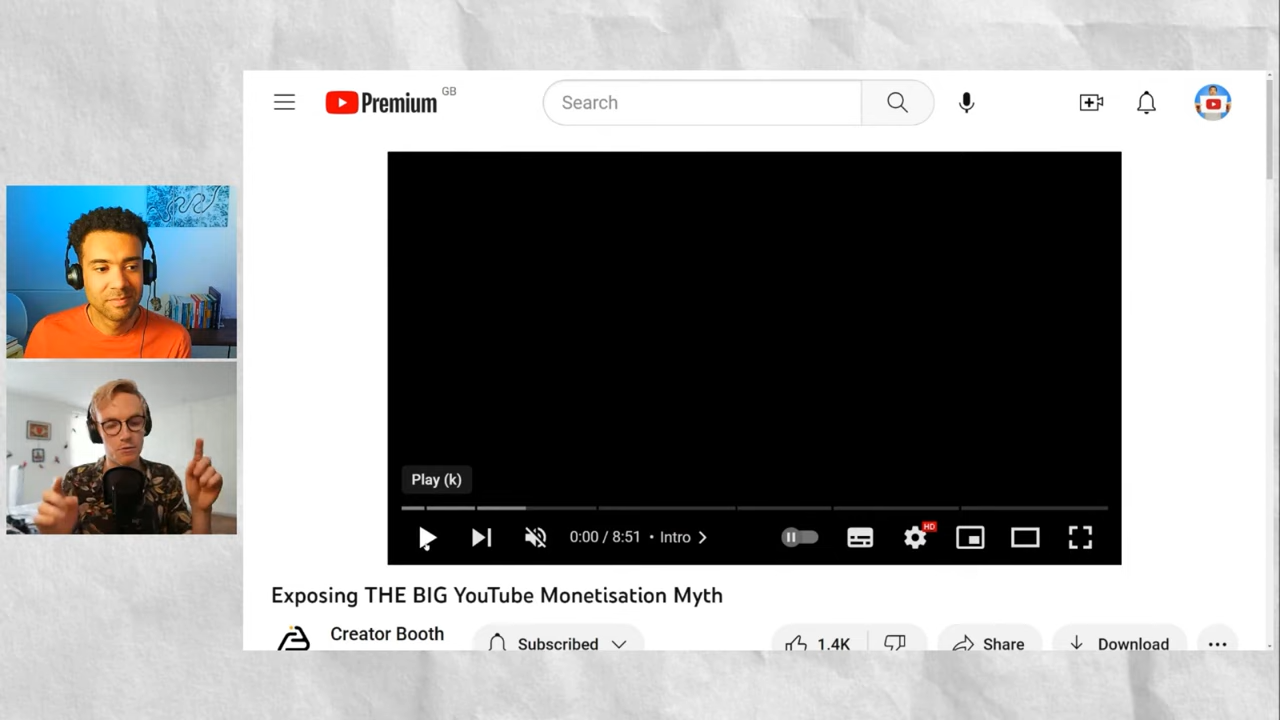 Premium GB
Search
Play (k)
0:00 / 8:51 • Intro
HD
Exposing THE BIG YouTube Monetisation Myth
Creator Booth
Subscribed
1.4K
Share
Download